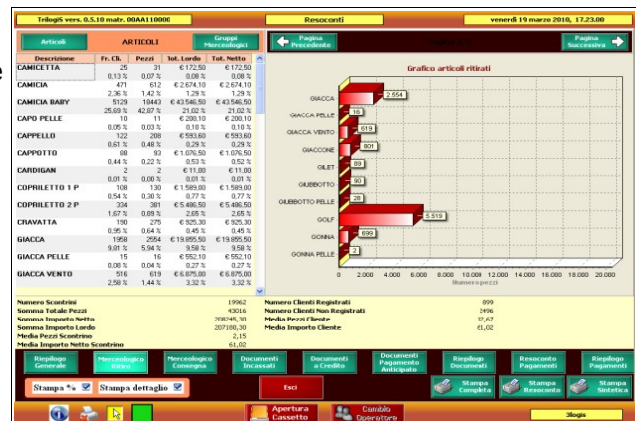 TrilogiS vers. 0.5.10 matr. 00AA110000
Resoconti
venerdì 19 marzo 2010, 17.23.00
e
Articoli
ARTICOLI
Gruppi Merceologici
Pagina Precedente
Pagina Successiva
Descrizione Fr. Cli. Pezzi Tot. Lordo Tot. Netto
CAMICETTA 25 31 € 172,50 € 172,50
0,13 % 0,07 % 0,08 % 0,08 %
CAMICIA 471 612 € 2.674,10 € 2.674,10
2,36 % 1,42 % 1,29 % 1,29 %
CAMICIA BABY 5129 18443 € 43.546,50 € 43.546,50
25,69 % 42,87 % 21,02 % 21,02 %
CAPO PELLE 10 11 € 200,10 € 200,10
0,05 % 0,03 % 0,10 % 0,10 %
CAPPELLO 122 208 € 593,60 € 593,60
0,61 % 0,48 % 0,29 % 0,29 %
CAPPOTTO 88 93 € 1.076,50 € 1.076,50
0,44 % 0,22 % 0,53 % 0,52 %
CARDIGAN 2 2 € 11,00 € 11,00
0,01 % 0,00 % 0,01 % 0,01 %
COPRILETTO 1 P 108 130 € 1.589,00 € 1.589,00
0,54 % 0,30 % 0,77 % 0,77 %
COPRILETTO 2 P 334 381 € 5.486,50 € 5.486,50
1,67 % 0,89 % 2,65 % 2,65 %
CRAVATTA 190 275 € 925,30 € 925,30
0,95 % 0,64 % 0,45 % 0,45 %
GIACCA 1958 2554 € 19.855,50 € 19.855,50
9,81 % 5,94 % 9,58 % 9,58 %
GIACCA PELLE 15 16 € 552,10 € 552,10
0,08 % 0,04 % 0,27 % 0,27 %
GIACCA VENTO 516 619 € 6.875,00 € 6.875,00
2,58 % 1,44 % 3,32 % 3,32 %
Grafico articoli ritirati
GIACCA 2.554
GIACCA PELLE 16
GIACCA VENTO 619
GIACCONE 801
GILET 89
GIUBBOTTO 90
GIUBBOTTO PELLE 28
GOLF 5.519
GONNA 699
GONNA PELLE 2
0 2.000 4.000 6.000 8.000 10.000 12.000 14.000 16.000 18.000 20.000
Numero pezzi
Numero Scontrini 19962
Somma Totale Pezzi 43016
Somma Importo Netto
Somma Importo Lordo 207180,30
Media Pezzi Scontrino 2,15
Media Importo Netto Scontrino 61,02
Numero Clienti Registrati 899
Numero Clienti Non Registrati 2496
Media Pezzi Cliente 12,67
Media Importo Cliente 61,02
Riepilogo Generale
Merceologico Ritiro
Merceologico Consegna
Documenti Incassati
Documenti a Credito
Documenti Pagamento Anticipato
Riepilogo Documenti
Resoconto Pagamenti
Riepilogo Pagamenti
Stampa %
Stampa dettaglio
Esci
Stampa Completa
Stampa Resoconto
Stampa Sintetica
Apertura Cassetto
Cambio Operatore
3logis